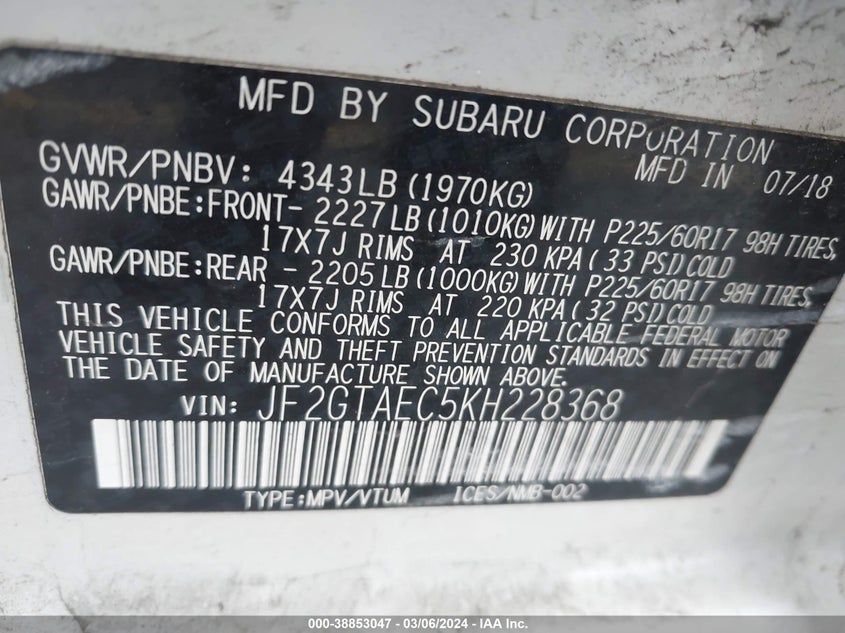 MFD BY SUBARU CORPORATION
MFD IN 07/18
GVWR/PNBV: 4343LB (1970KG)
GAWR/PNBE:FRONT- 2227LB (1010KG) WITH P225/60R17 98H TIRES,
17X7J RIMS AT 230 KPA ( 33 PSI) COLD
GAWR/PNBE:REAR - 2205LB (1000KG) WITH P225/60R17 98H TIRES,
17X7J RIMS AT 220 KPA ( 32 PSI) COLD
THIS VEHICLE CONFORMS TO ALL APPLICABLE FEDERAL MOTOR
VEHICLE SAFETY AND THEFT PREVENTION STANDARDS IN EFFECT ON
THE DATE OF MANUFACTURE SHOWN ABOVE.
VIN: JF2GTAEC5KH228368
TYPE:MPV/VTUM ICES/NMB-002
000-38853047 - 03/06/2024 - IAA Inc.